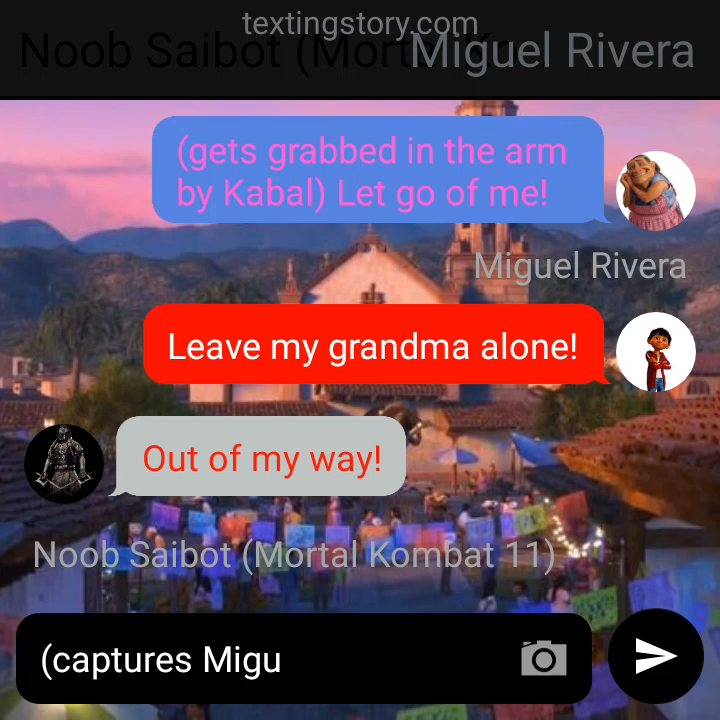 textingstory.com
Noob Saibot (Mortal K
Miguel Rivera
(gets grabbed in the arm
by Kabal) Let go of me!
Miguel Rivera
Leave my grandma alone!
Out of my way!
Noob Saibot (Mortal Kombat 11)
(captures Migu